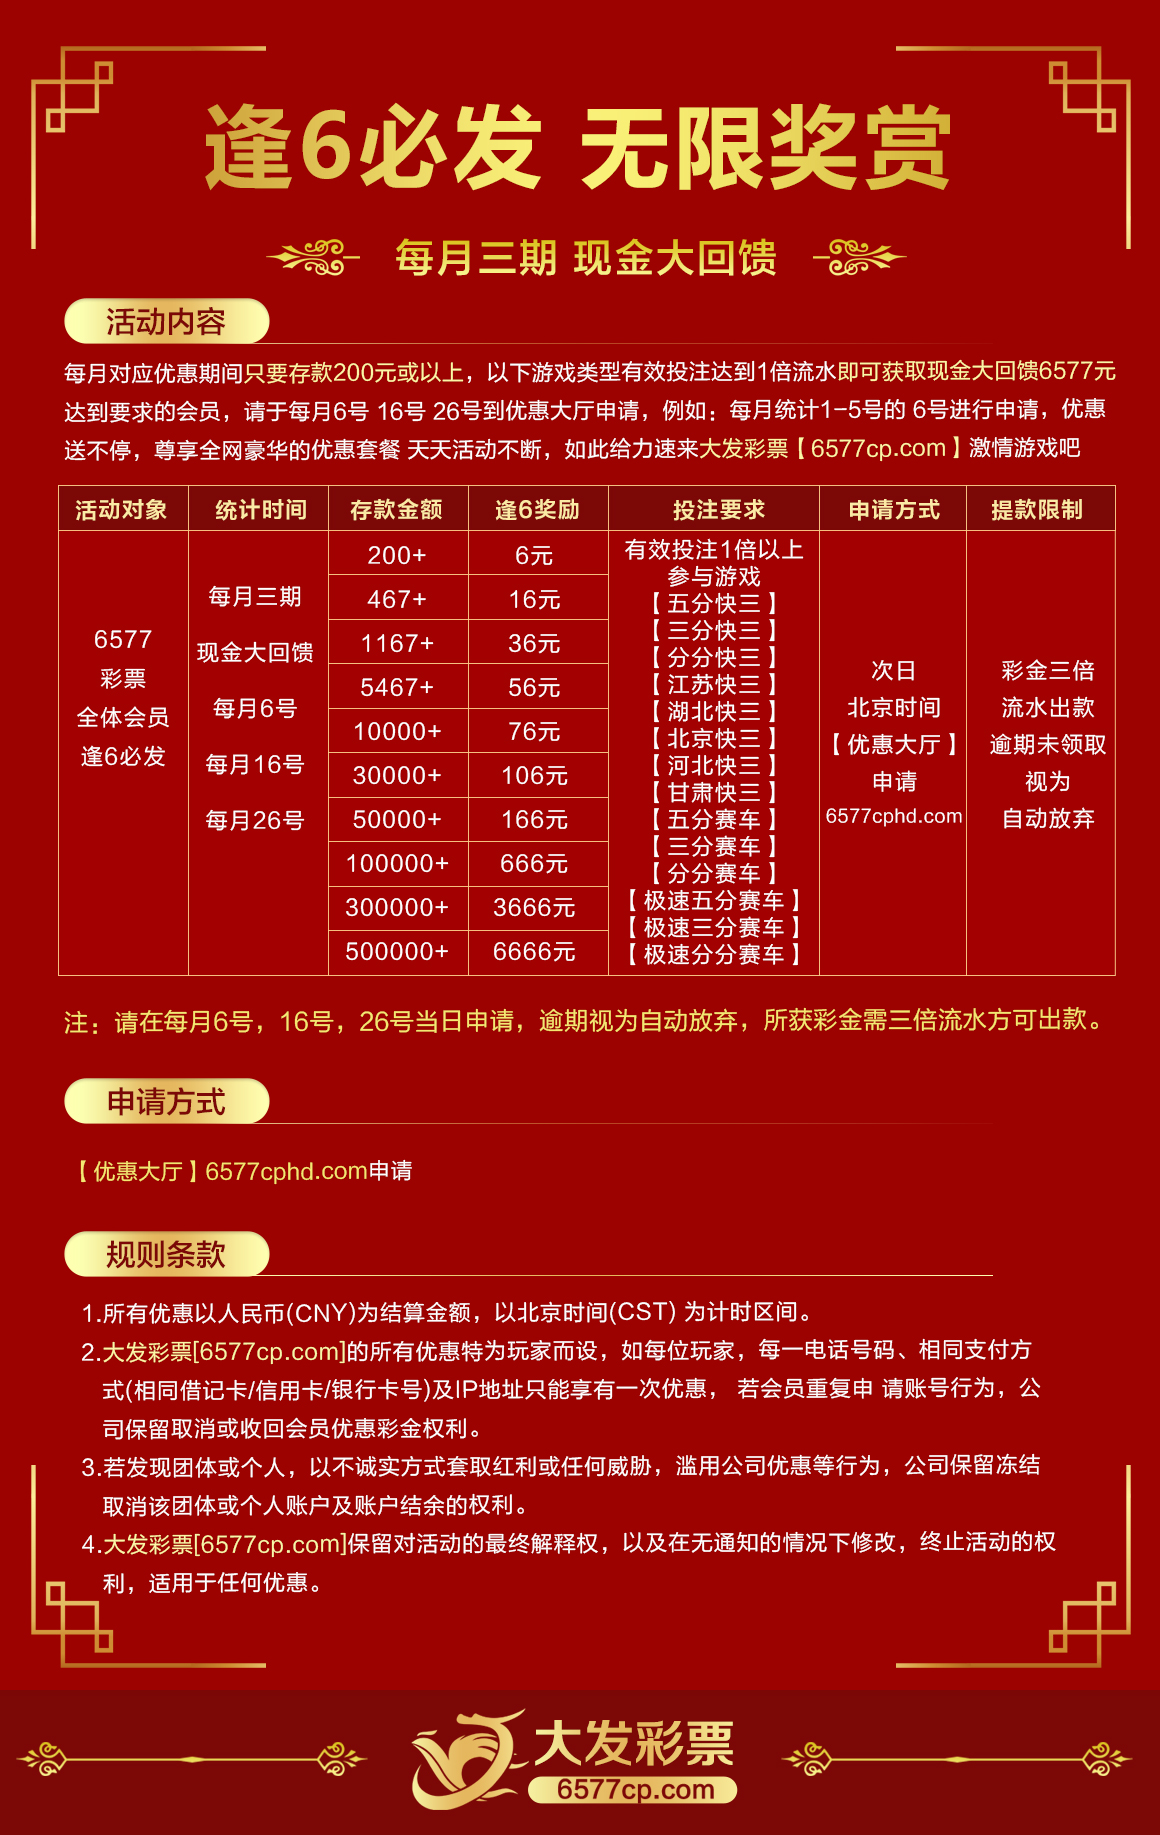 逢6必发 无限奖赏
每月三期 现金大回馈
活动内容
每月对应优惠期间只要存款200元或以上，以下游戏类型有效投注达到1倍流水即可获取现金大回馈6577元
达到要求的会员，请于每月6号 16号 26号到优惠大厅申请，例如：每月统计1-5号的 6号进行申请，优惠
送不停，尊享全网豪华的优惠套餐 天天活动不断，如此给力速来大发彩票【6577cp.com】激情游戏吧
活动对象 统计时间 存款金额 逢6奖励 投注要求 申请方式 提款限制
6577
彩票
全体会员
逢6必发
每月三期
现金大回馈
每月6号
每月16号
每月26号
200+ 6元
467+ 16元
1167+ 36元
5467+ 56元
10000+ 76元
30000+ 106元
50000+ 166元
100000+ 666元
300000+ 3666元
500000+ 6666元
有效投注1倍以上
参与游戏
【五分快三】
【三分快三】
【分分快三】
【江苏快三】
【湖北快三】
【北京快三】
【河北快三】
【甘肃快三】
【五分赛车】
【三分赛车】
【分分赛车】
【极速五分赛车】
【极速三分赛车】
【极速分分赛车】
次日
北京时间
【优惠大厅】
申请
6577cphd.com
彩金三倍
流水出款
逾期未领取
视为
自动放弃
注：请在每月6号，16号，26号当日申请，逾期视为自动放弃，所获彩金需三倍流水方可出款。
申请方式
【优惠大厅】6577cphd.com申请
规则条款
1.所有优惠以人民币(CNY)为结算金额，以北京时间(CST) 为计时区间。
2.大发彩票[6577cp.com]的所有优惠特为玩家而设，如每位玩家，每一电话号码、相同支付方
式(相同借记卡/信用卡/银行卡号)及IP地址只能享有一次优惠， 若会员重复申 请账号行为，公
司保留取消或收回会员优惠彩金权利。
3.若发现团体或个人，以不诚实方式套取红利或任何威胁，滥用公司优惠等行为，公司保留冻结
取消该团体或个人账户及账户结余的权利。
4.大发彩票[6577cp.com]保留对活动的最终解释权，以及在无通知的情况下修改，终止活动的权
利，适用于任何优惠。
大发彩票
6577cp.com